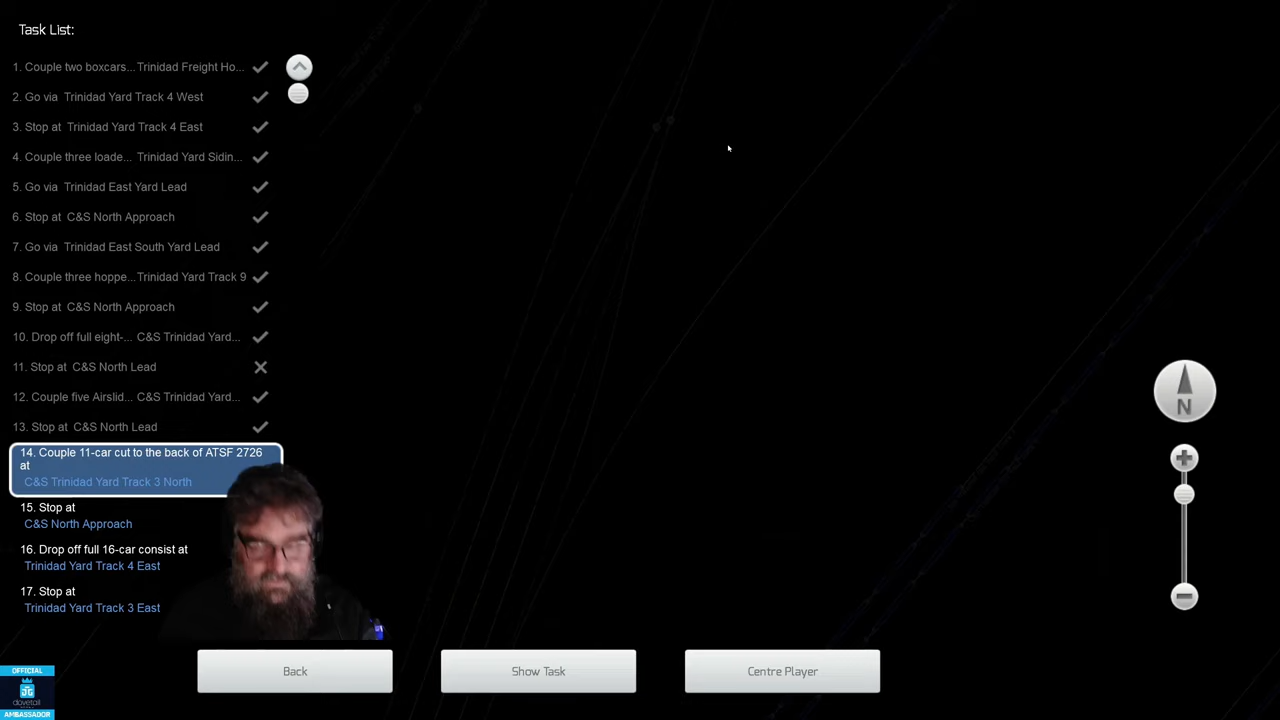 Task List:
1. Couple two boxcars... Trinidad Freight Ho...
2. Go via Trinidad Yard Track 4 West
3. Stop at Trinidad Yard Track 4 East
4. Couple three loade... Trinidad Yard Sidin...
5. Go via Trinidad East Yard Lead
6. Stop at C&S North Approach
7. Go via Trinidad East South Yard Lead
8. Couple three hoppe...Trinidad Yard Track 9
9. Stop at C&S North Approach
10. Drop off full eight-... C&S Trinidad Yard...
11. Stop at C&S North Lead
12. Couple five Airslid... C&S Trinidad Yard...
13. Stop at C&S North Lead
14. Couple 11-car cut to the back of ATSF 2726
at
C&S Trinidad Yard Track 3 North
15. Stop at
C&S North Approach
16. Drop off full 16-car consist at
Trinidad Yard Track 4 East
17. Stop at
Trinidad Yard Track 3 East
N
Back
Show Task
Centre Player
OFFICIAL
dovetail
AMBASSADOR